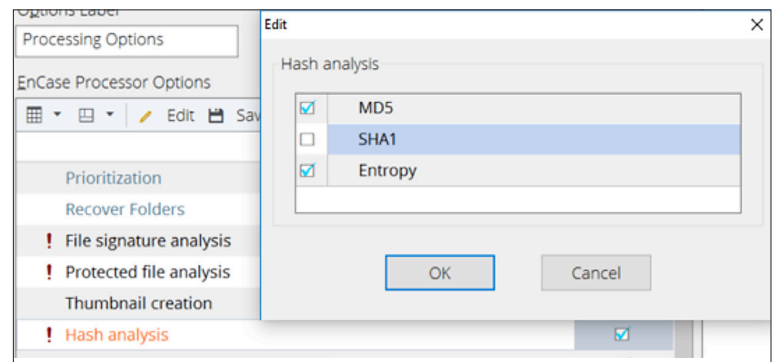 Options Label
Processing Options
EnCase Processor Options
Edit Sav
Prioritization
Recover Folders
! File signature analysis
! Protected file analysis
Thumbnail creation
! Hash analysis
Edit
Hash analysis
MD5
SHA1
Entropy
OK Cancel